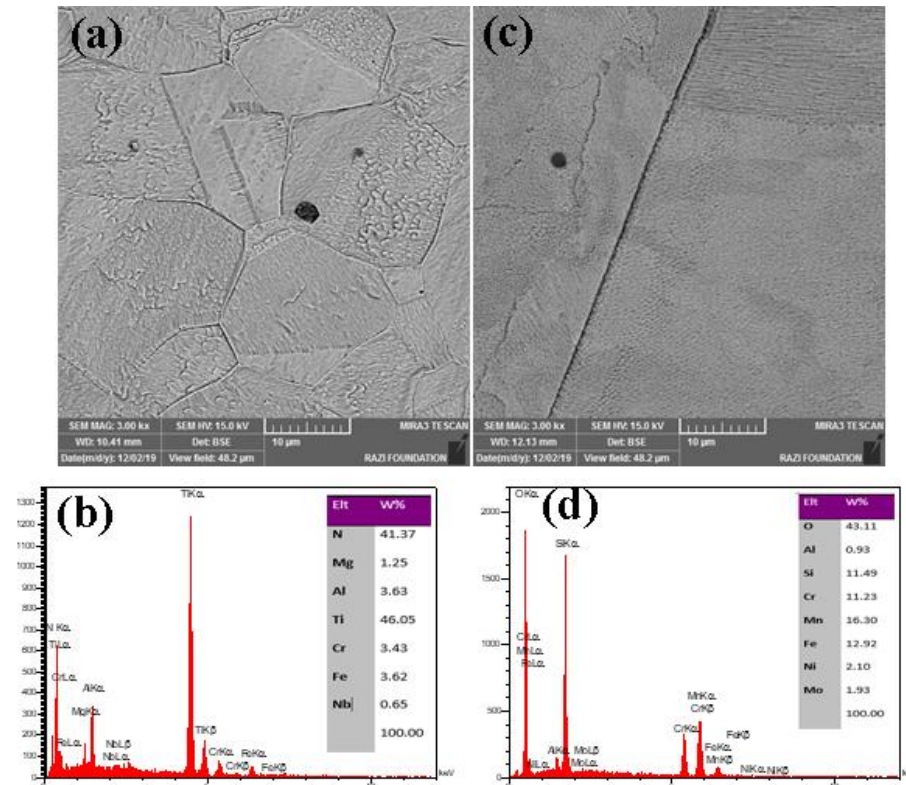 (a)
(c)
SEM MAG: 3.00 kx SEM HV: 15.0 kV MIRA3 TESCAN
WD: 10.41 mm Det: BSE 10 µm
Date(m/d/y): 12/02/19 View field: 48.2 µm RAZI FOUNDATION
SEM MAG: 3.00 kx SEM HV: 15.0 kV MIRA3 TESCAN
WD: 12.13 mm Det: BSE 10 µm
Date(m/d/y): 12/02/19 View field: 48.2 µm RAZI FOUNDATION
(b)
TiKα
1300
1200
1100
1000
900
800
700
600
500
400
300
200
100
0
N Kα
TiLα
CrLα
AlKα
MgKα
FeLα
NbLβ
NbLα
TiKβ
CrKα
FeKα
CrKβ
FeKβ
keV
Elt W%
N 41.37
Mg 1.25
Al 3.63
Ti 46.05
Cr 3.43
Fe 3.62
Nb 0.65
100.00
(d)
OKα
2000
1500
1000
500
0
SiKα
CrLα
MnLα
FeLα
NiLα
AlKα
MoLβ
MoLα
CrKα
MnKα
CrKβ
FeKα
FeKβ
MnKβ
NiKα
NiKβ
Elt W%
O 43.11
Al 0.93
Si 11.49
Cr 11.23
Mn 16.30
Fe 12.92
Ni 2.10
Mo 1.93
100.00